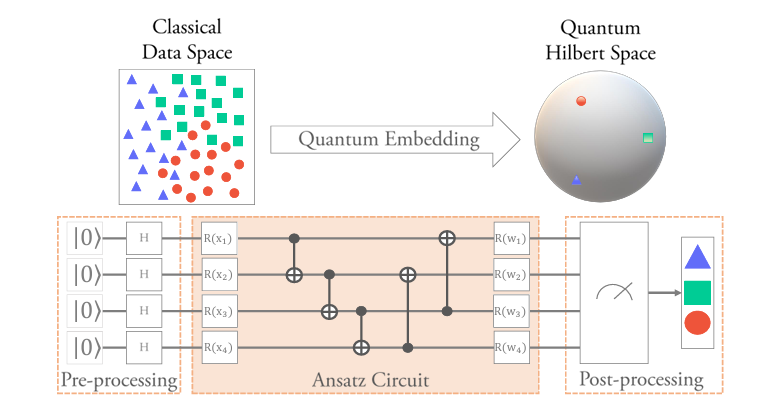 Classical
Data Space
Quantum
Hilbert Space
Quantum Embedding
|0⟩ H R(x₁) R(w₁)
|0⟩ H R(x₂) R(w₂)
|0⟩ H R(x₃) R(w₃)
|0⟩ H R(x₄) R(w₄)
Pre-processing
Ansatz Circuit
Post-processing